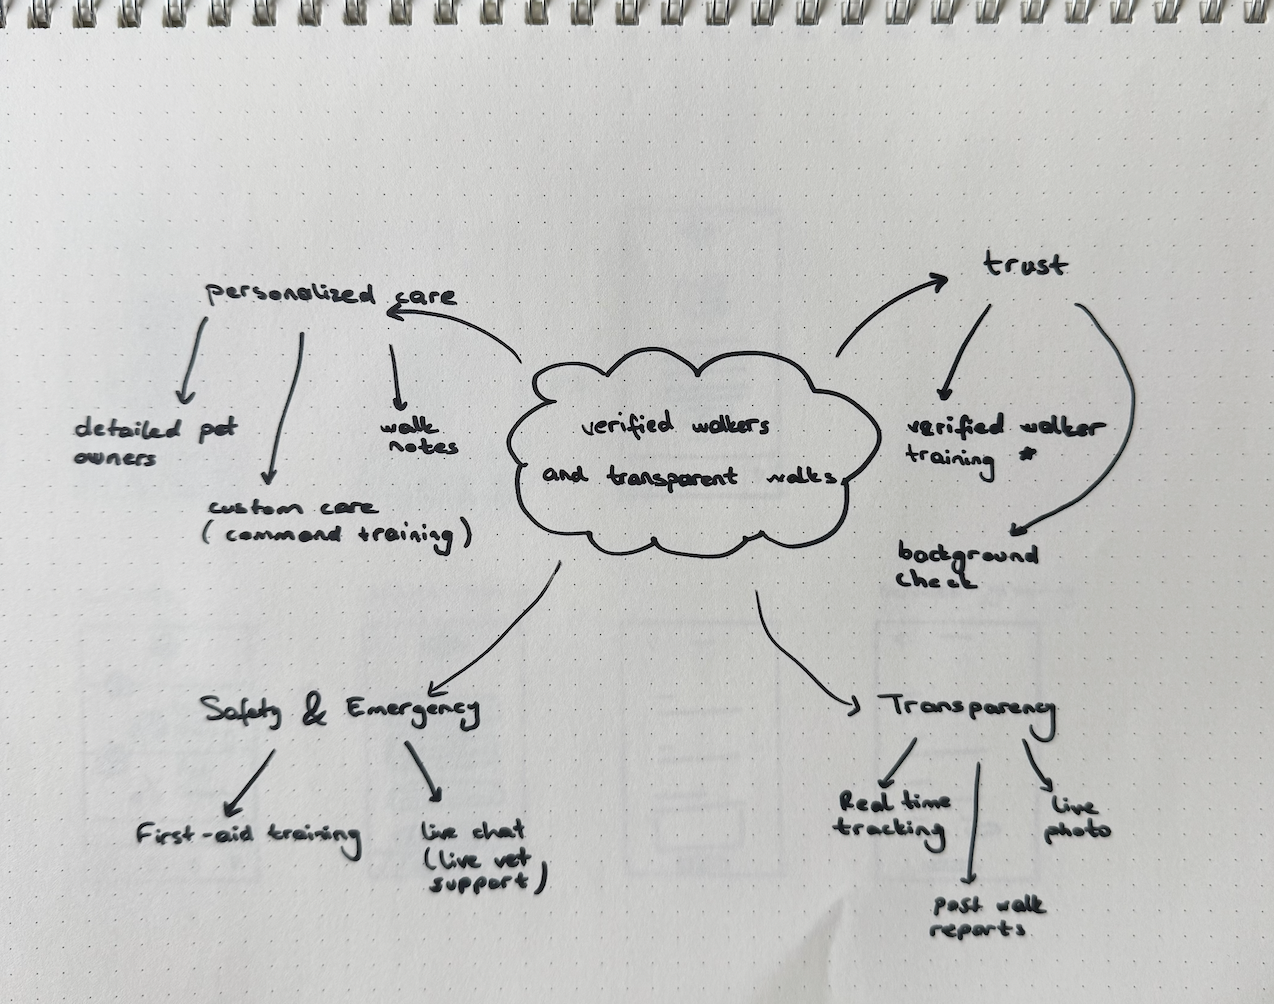 trust
personalized care
verified walkers
and transparent walks
detailed pet
owners
custom care
(command training)
walk
notes
verified walker
training *
background
check
Safety & Emergency
First-aid training
live chat
(live vet
support)
Transparency
Real time
tracking
post walk
reports
Live
photo